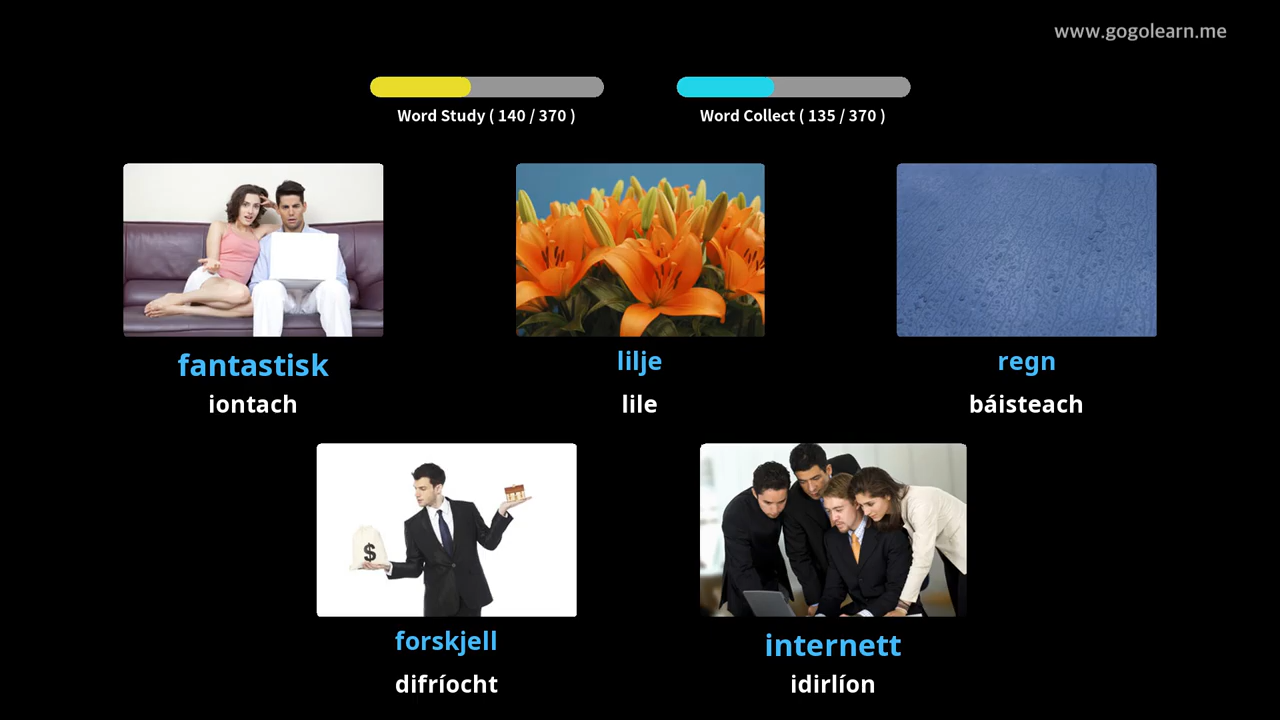 www.gogolearn.me
Word Study ( 140 / 370 )
Word Collect ( 135 / 370 )
fantastisk
iontach
lilje
lile
regn
báisteach
$
forskjell
difríocht
internett
idirlíon